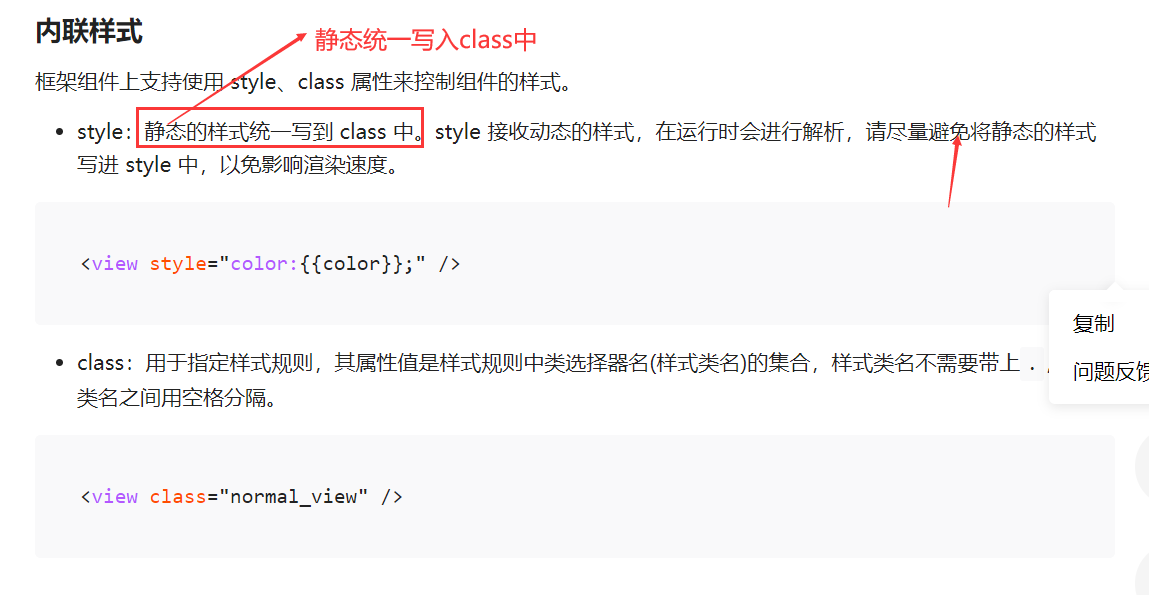 内联样式
静态统一写入class中
框架组件上支持使用 style、class 属性来控制组件的样式。
• style：静态的样式统一写到 class 中。style 接收动态的样式，在运行时会进行解析，请尽量避免将静态的样式
写进 style 中，以免影响渲染速度。
<view style="color:{{color}};" />
复制
• class：用于指定样式规则，其属性值是样式规则中类选择器名(样式类名)的集合，样式类名不需要带上 .
问题反馈
类名之间用空格分隔。
<view class="normal_view" />